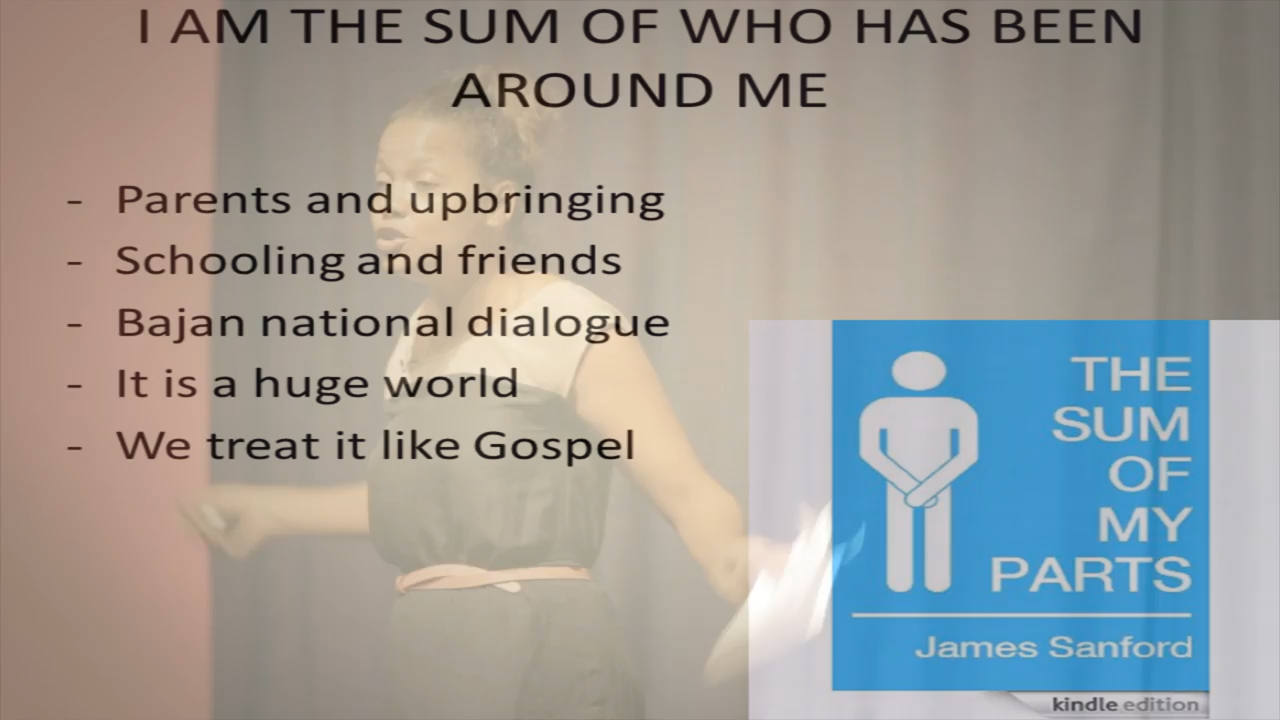 I AM THE SUM OF WHO HAS BEEN
AROUND ME
- Parents and upbringing
- Schooling and friends
- Bajan national dialogue
- It is a huge world
- We treat it like Gospel
THE
SUM
OF
MY
PARTS
James Sanford
kindle edition